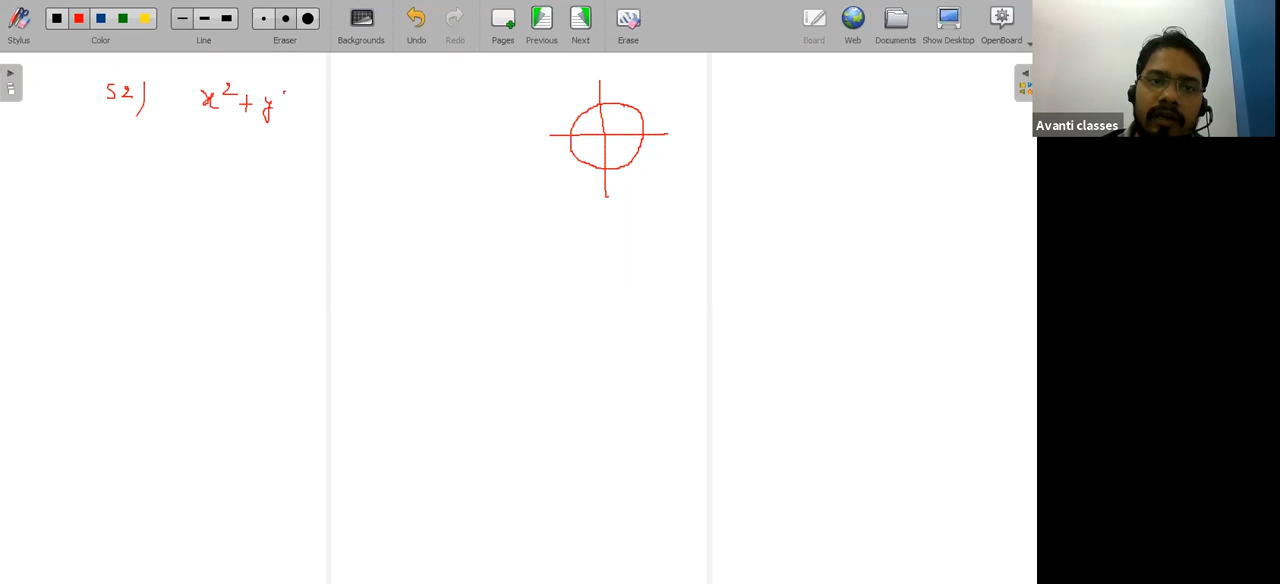 Stylus Color Line Eraser Backgrounds Undo Redo Pages Previous Next Erase Board Web Documents Show Desktop OpenBoard
52) x² + y
Avanti classes